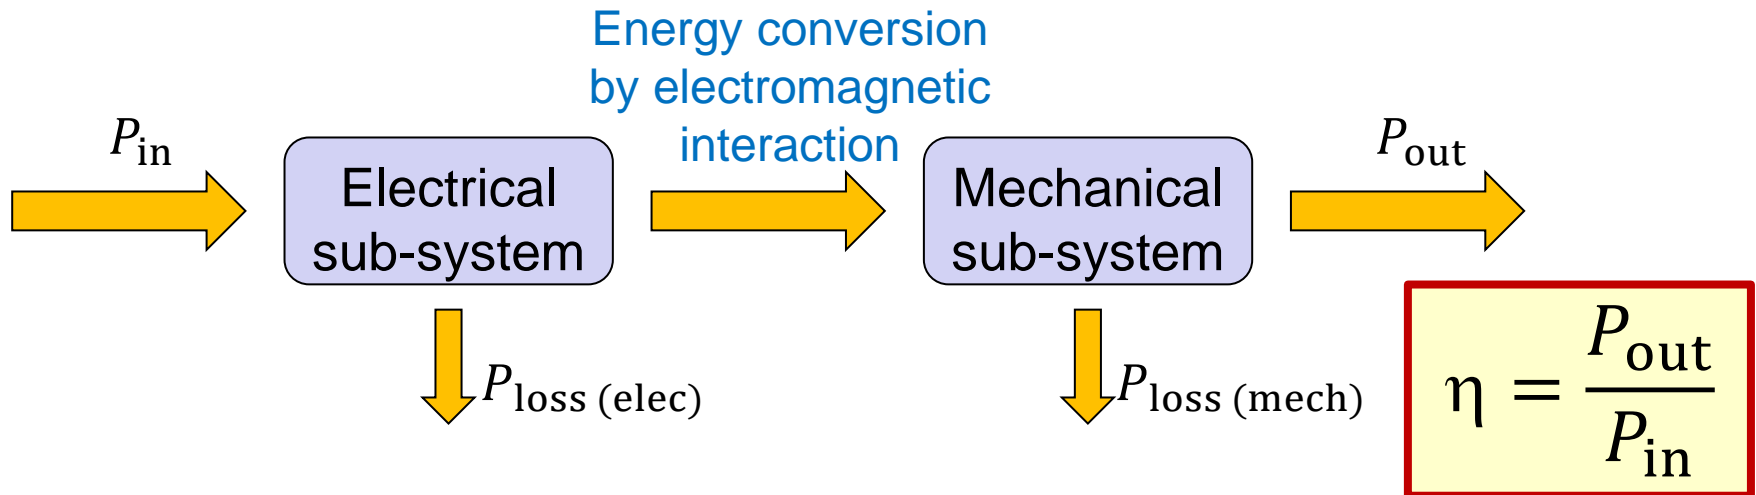 Energy conversion
by electromagnetic
interaction
P_in
Electrical
sub-system
Mechanical
sub-system
P_out
P_loss (elec)
P_loss (mech)
η = P_out / P_in